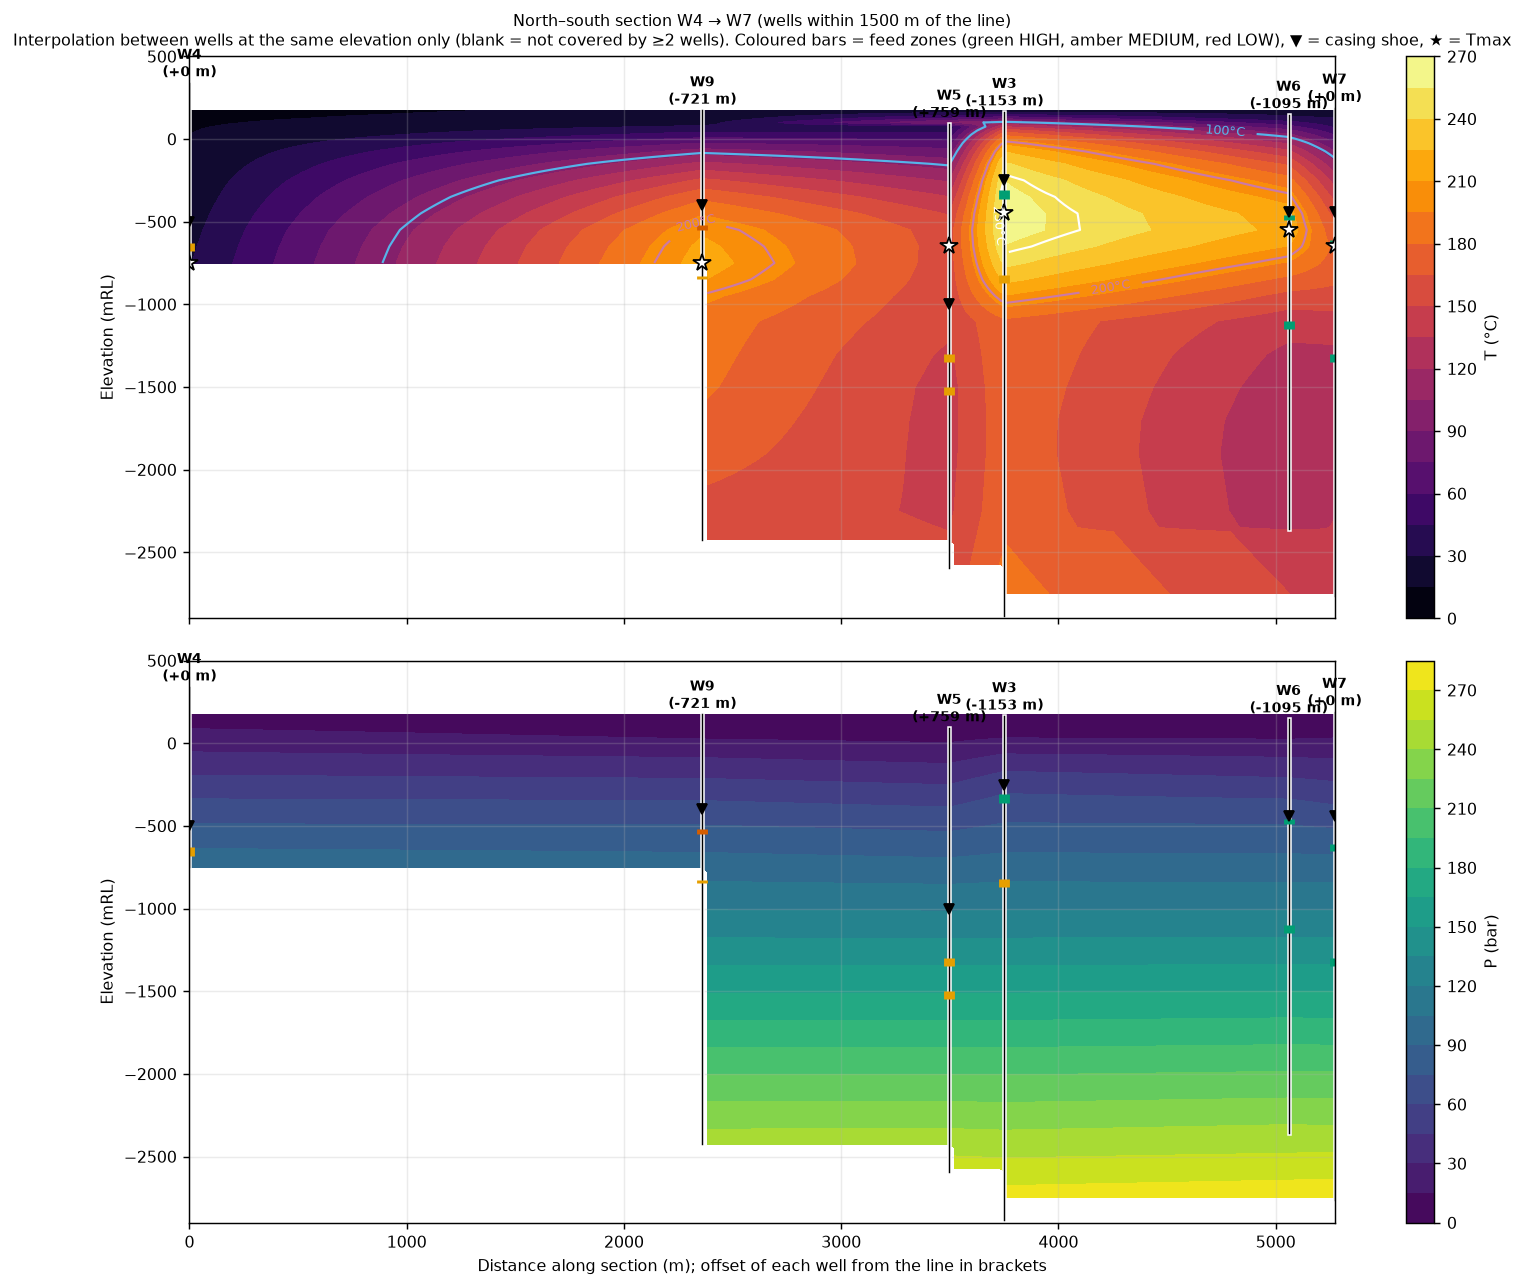 North–south section W4 → W7 (wells within 1500 m of the line)
Interpolation between wells at the same elevation only (blank = not covered by ≥2 wells). Coloured bars = feed zones (green HIGH, amber MEDIUM, red LOW), ▼ = casing shoe, ★ = Tmax
W4
(+0 m)
W9
(-721 m)
W5
(+759 m)
W3
(-1153 m)
W6
(-1095 m)
W7
(+0 m)
500
0
−500
−1000
−1500
−2000
−2500
Elevation (mRL)
100°C
200°C
270
240
210
180
150
120
90
60
30
0
T (°C)
W4
(+0 m)
W9
(-721 m)
W5
(+759 m)
W3
(-1153 m)
W6
(-1095 m)
W7
(+0 m)
500
0
−500
−1000
−1500
−2000
−2500
Elevation (mRL)
270
240
210
180
150
120
90
60
30
0
P (bar)
0
1000
2000
3000
4000
5000
Distance along section (m); offset of each well from the line in brackets